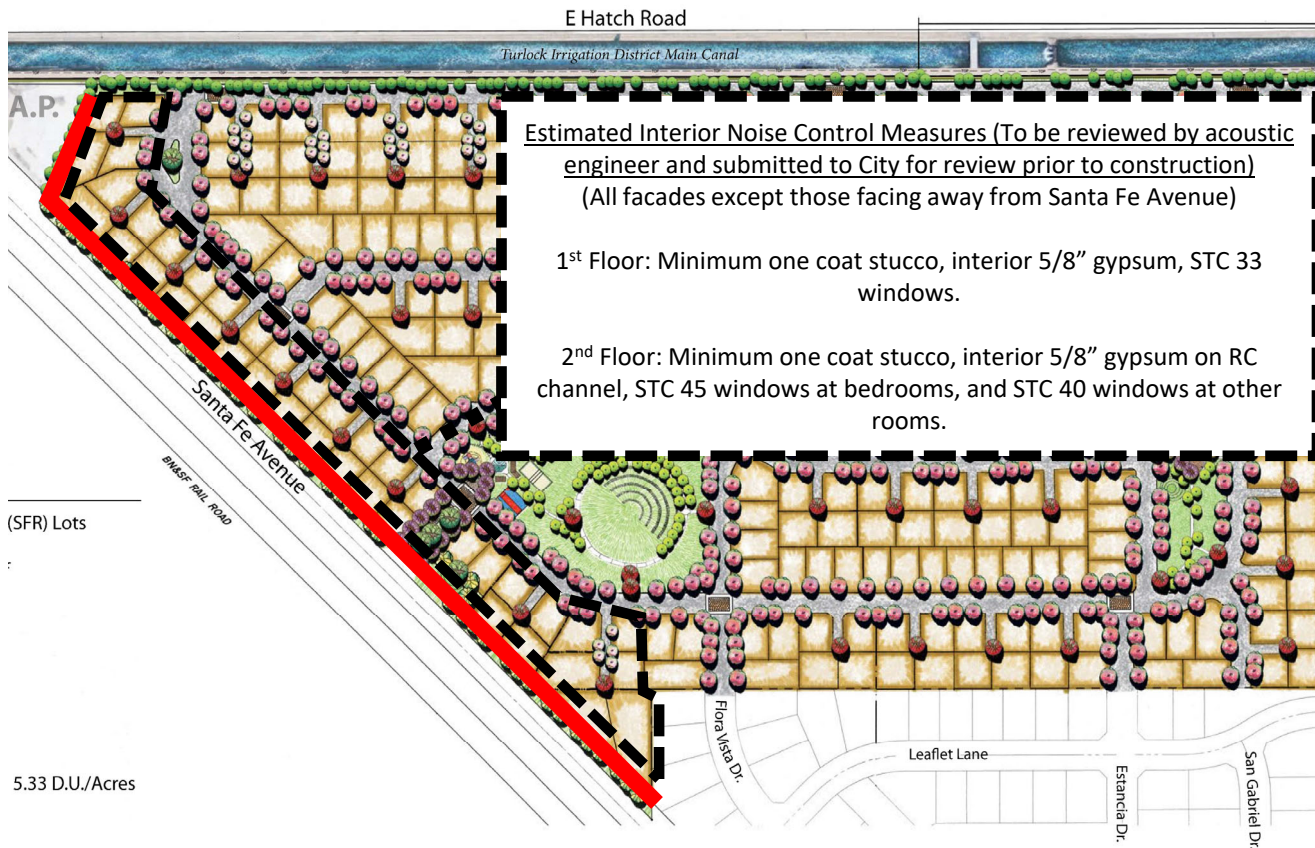 E Hatch Road
Turlock Irrigation District Main Canal
A.P.
Estimated Interior Noise Control Measures (To be reviewed by acoustic
engineer and submitted to City for review prior to construction)
(All facades except those facing away from Santa Fe Avenue)
1st Floor: Minimum one coat stucco, interior 5/8” gypsum, STC 33
windows.
2nd Floor: Minimum one coat stucco, interior 5/8” gypsum on RC
channel, STC 45 windows at bedrooms, and STC 40 windows at other
rooms.
Santa Fe Avenue
BN&SF RAIL ROAD
(SFR) Lots
5.33 D.U./Acres
Flora Vista Dr.
Leaflet Lane
Estancia Dr.
San Gabriel Dr.